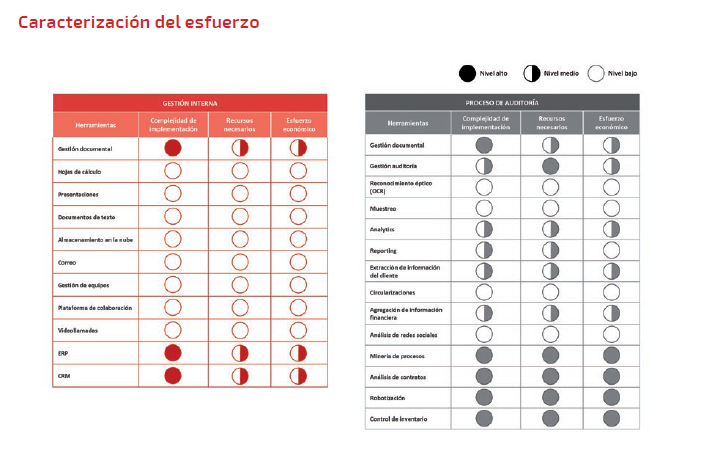 Caracterización del esfuerzo
Nivel alto
Nivel medio
Nivel bajo
GESTIÓN INTERNA
Herramientas
Complejidad de
implementación
Recursos
necesarios
Esfuerzo
económico
Gestión documental
Hojas de cálculo
Presentaciones
Documentos de texto
Almacenamiento en la nube
Correo
Gestión de equipos
Plataforma de colaboración
Videollamadas
ERP
CRM
PROCESO DE AUDITORÍA
Herramientas
Complejidad de
implementación
Recursos
necesarios
Esfuerzo
económico
Gestión documental
Gestión auditoría
Reconocimiento óptico
(OCR)
Muestreo
Analytics
Reporting
Extracción de información
del cliente
Circularizaciones
Agregación de información
financiera
Análisis de redes sociales
Minería de procesos
Análisis de contratos
Robotización
Control de inventario